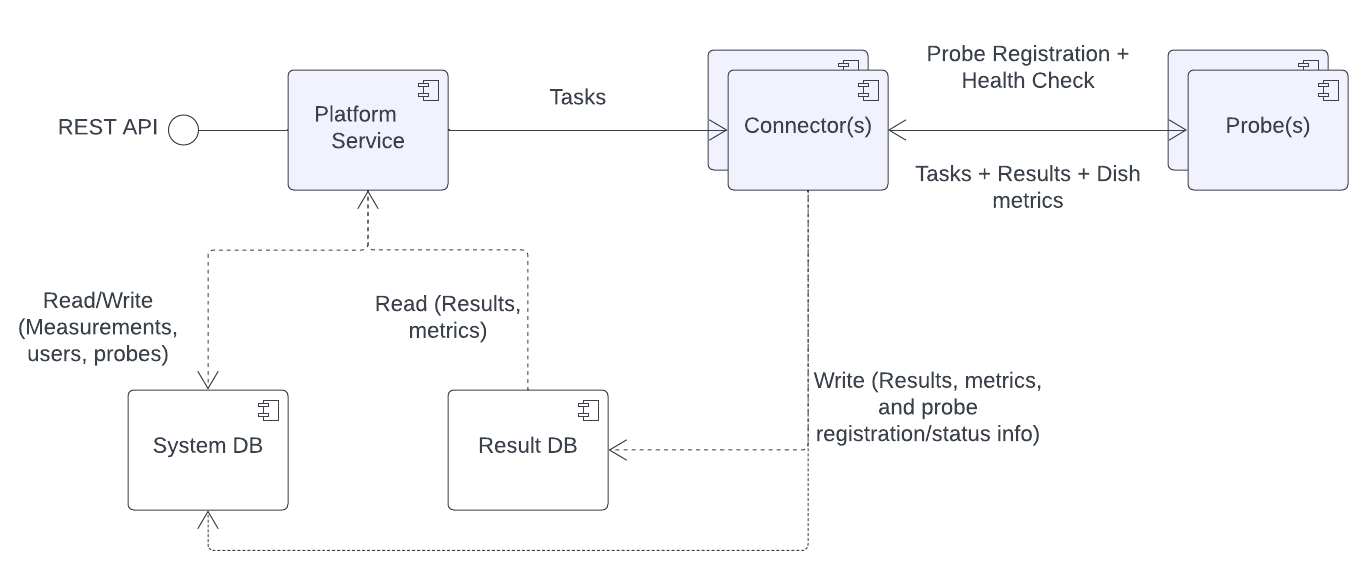 REST API
Platform
Service
Tasks
Connector(s)
Probe Registration +
Health Check
Tasks + Results + Dish
metrics
Probe(s)
Read/Write
(Measurements,
users, probes)
Read (Results,
metrics)
Write (Results, metrics,
and probe
registration/status info)
System DB
Result DB